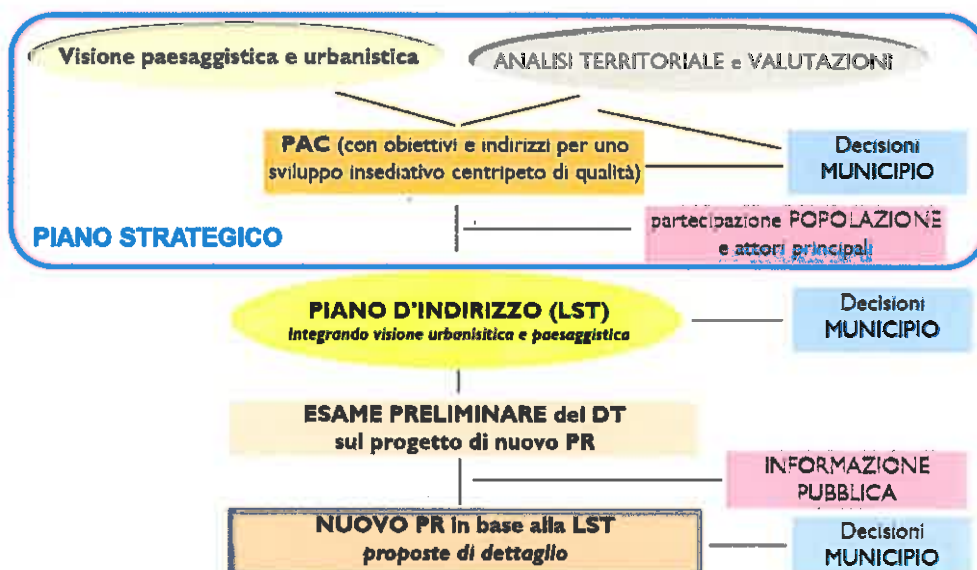 Visione paesaggistica e urbanistica
ANALISI TERRITORIALE e VALUTAZIONI
PAC (con obiettivi e indirizzi per uno
sviluppo insediativo centripeto di qualità)
Decisioni
MUNICIPIO
partecipazione POPOLAZIONE
e attori principali
PIANO STRATEGICO
PIANO D'INDIRIZZO (LST)
integrando visione urbanisitica e paesaggistica
Decisioni
MUNICIPIO
ESAME PRELIMINARE del DT
sul progetto di nuovo PR
INFORMAZIONE
PUBBLICA
NUOVO PR in base alla LST
proposte di dettaglio
Decisioni
MUNICIPIO